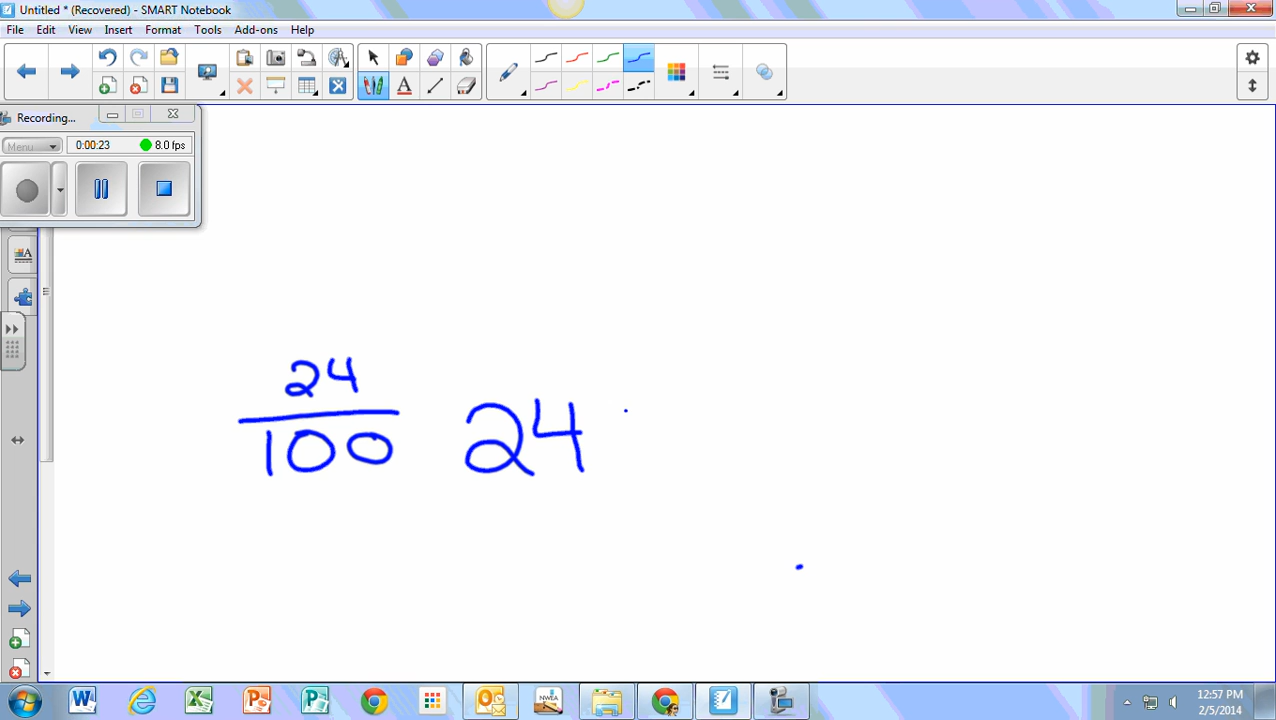 Untitled * (Recovered) - SMART Notebook
File Edit View Insert Format Tools Add-ons Help
Recording...
Menu 0:00:23 8.0 fps
24
100 24
12:57 PM
2/5/2014